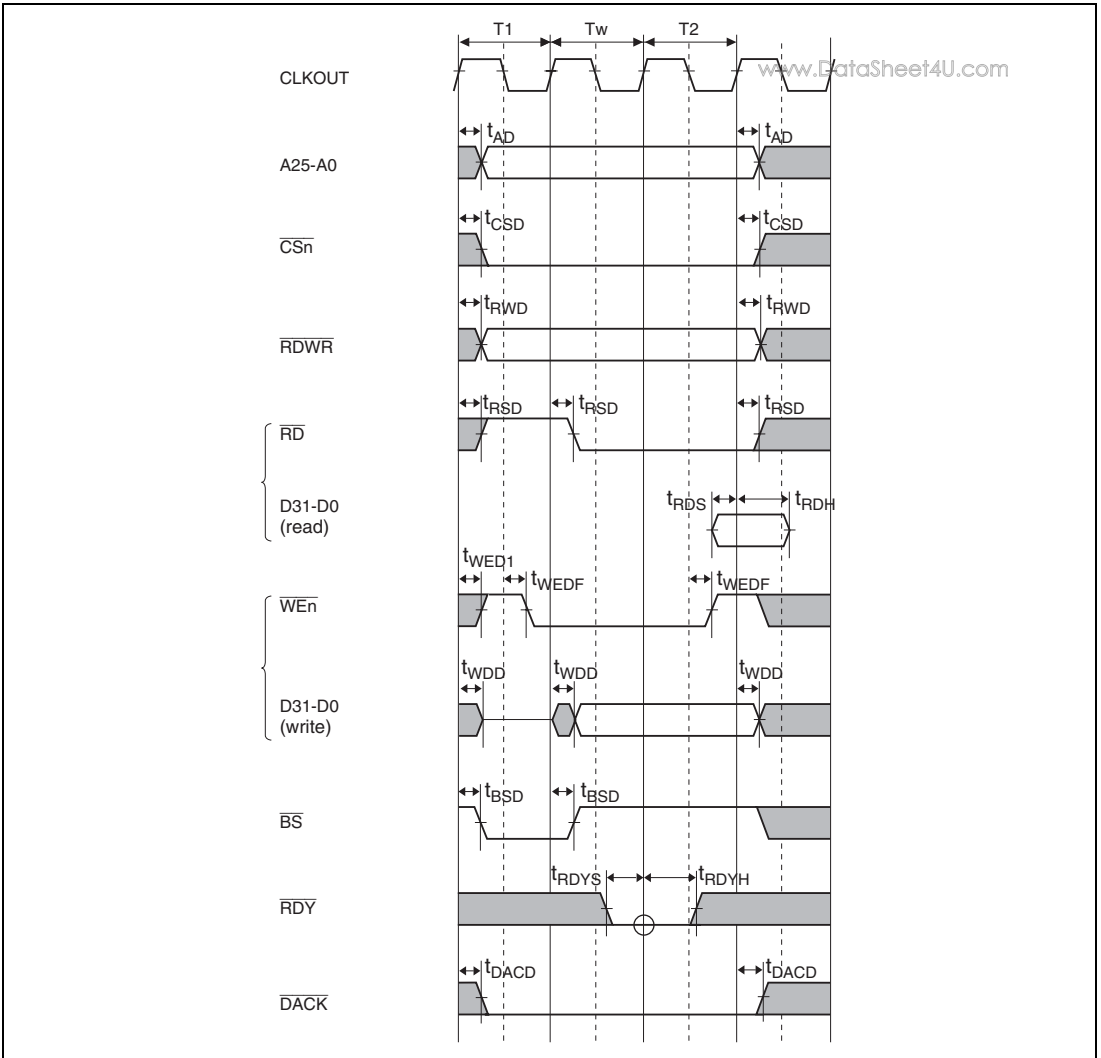 T1 Tw T2
CLKOUT
www.DataSheet4U.com
tAD tAD
A25-A0
tCSD tCSD
CSn
tRWD tRWD
RDWR
tRSD tRSD tRSD
RD
tRDS tRDH
D31-D0
(read)
tWED1
tWEDF tWEDF
WEn
tWDD tWDD tWDD
D31-D0
(write)
tBSD tBSD
BS
tRDYS tRDYH
RDY
tDACD tDACD
DACK